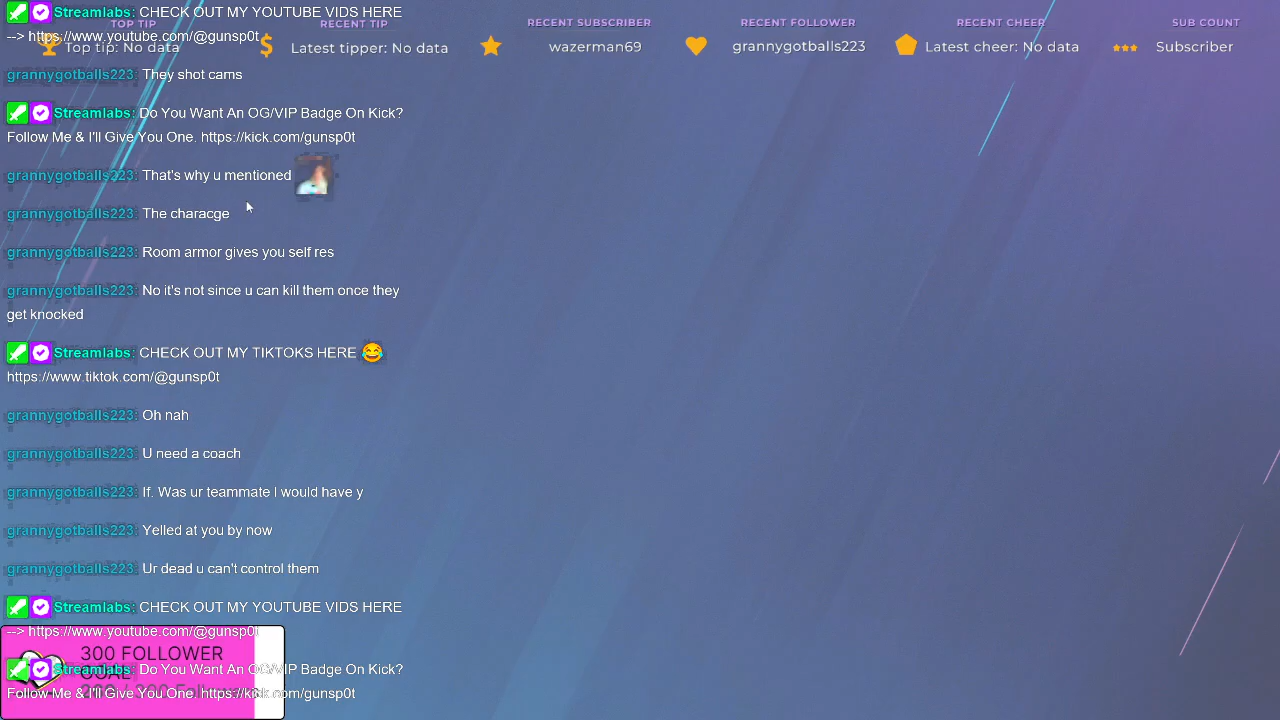 Streamlabs: CHECK OUT MY YOUTUBE VIDS HERE
--> https://www.youtube.com/@gunsp0t
TOP TIP
Top tip: No data
RECENT TIP
Latest tipper: No data
RECENT SUBSCRIBER
wazerman69
RECENT FOLLOWER
grannygotballs223
RECENT CHEER
Latest cheer: No data
SUB COUNT
Subscriber
grannygotballs223: They shot cams
Streamlabs: Do You Want An OG/VIP Badge On Kick?
Follow Me & I'll Give You One. https://kick.com/gunsp0t
grannygotballs223: That's why u mentioned
grannygotballs223: The characge
grannygotballs223: Room armor gives you self res
grannygotballs223: No it's not since u can kill them once they
get knocked
Streamlabs: CHECK OUT MY TIKTOKS HERE 😂
https://www.tiktok.com/@gunsp0t
grannygotballs223: Oh nah
grannygotballs223: U need a coach
grannygotballs223: If. Was ur teammate I would have y
grannygotballs223: Yelled at you by now
grannygotballs223: Ur dead u can't control them
Streamlabs: CHECK OUT MY YOUTUBE VIDS HERE
--> https://www.youtube.com/@gunsp0t
300 FOLLOWER
GOAL
Streamlabs: Do You Want An OG/VIP Badge On Kick?
Follow Me & I'll Give You One. https://kick.com/gunsp0t